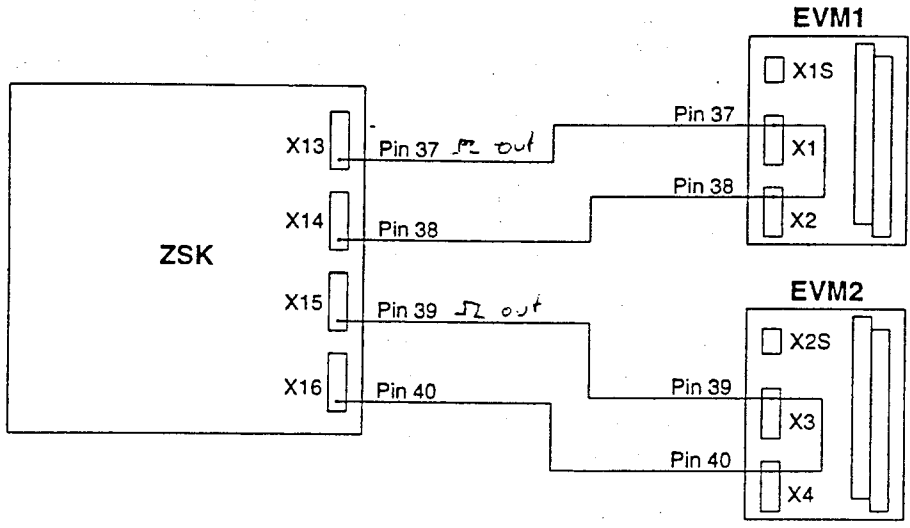 EVM1
X1S
X13
Pin 37
out
Pin 37
X1
X14
Pin 38
Pin 38
X2
ZSK
EVM2
X15
Pin 39
out
X2S
X16
Pin 40
Pin 39
X3
Pin 40
X4